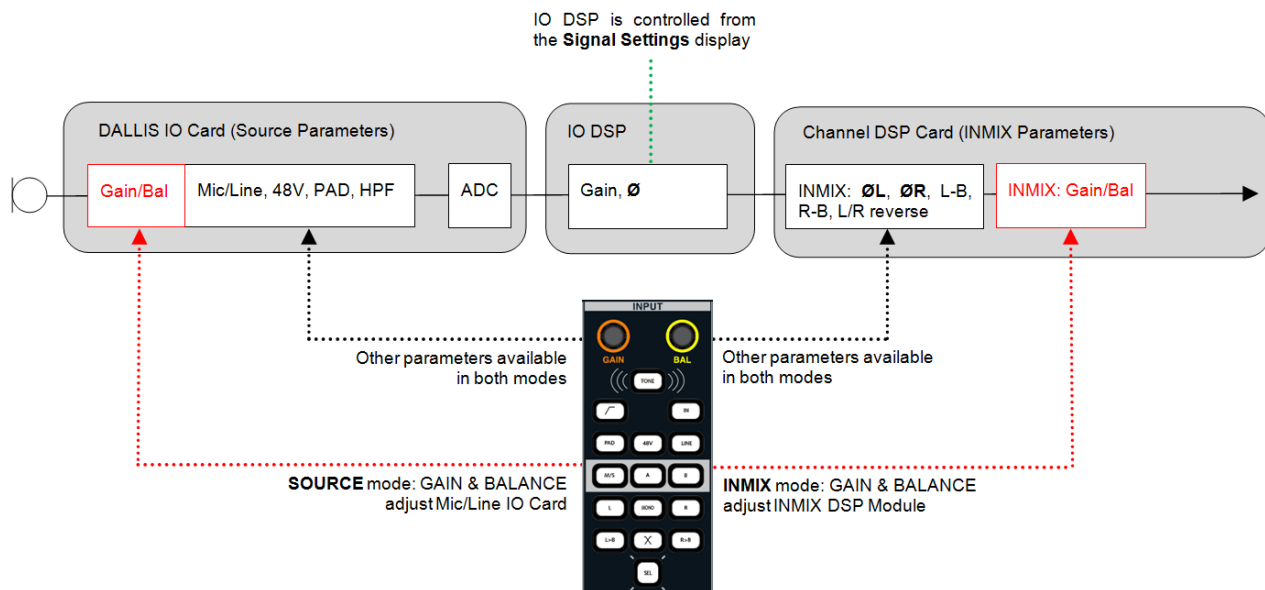 IO DSP is controlled from
the Signal Settings display
DALLIS IO Card (Source Parameters)
IO DSP
Channel DSP Card (INMIX Parameters)
Gain/Bal
Mic/Line, 48V, PAD, HPF
ADC
Gain, Ø
INMIX: ØL, ØR, L-B,
R-B, L/R reverse
INMIX: Gain/Bal
INPUT
GAIN
BAL
Other parameters available
in both modes
Other parameters available
in both modes
TONE
IN
PAD
48V
LINE
M/S
A
B
SOURCE mode: GAIN & BALANCE
adjust Mic/Line IO Card
INMIX mode: GAIN & BALANCE
adjust INMIX DSP Module
L
MONO
R
L>B
X
R>B
SEL